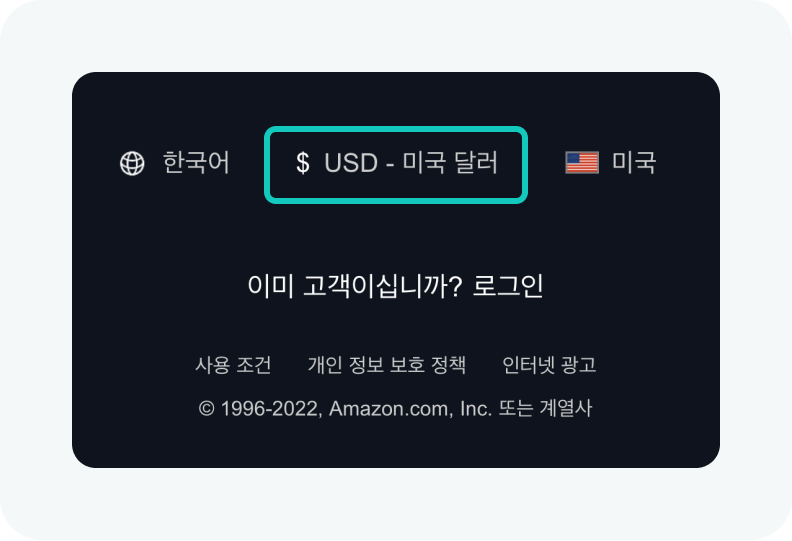 한국어 $ USD - 미국 달러 미국
이미 고객이십니까? 로그인
사용 조건 개인 정보 보호 정책 인터넷 광고
© 1996-2022, Amazon.com, Inc. 또는 계열사